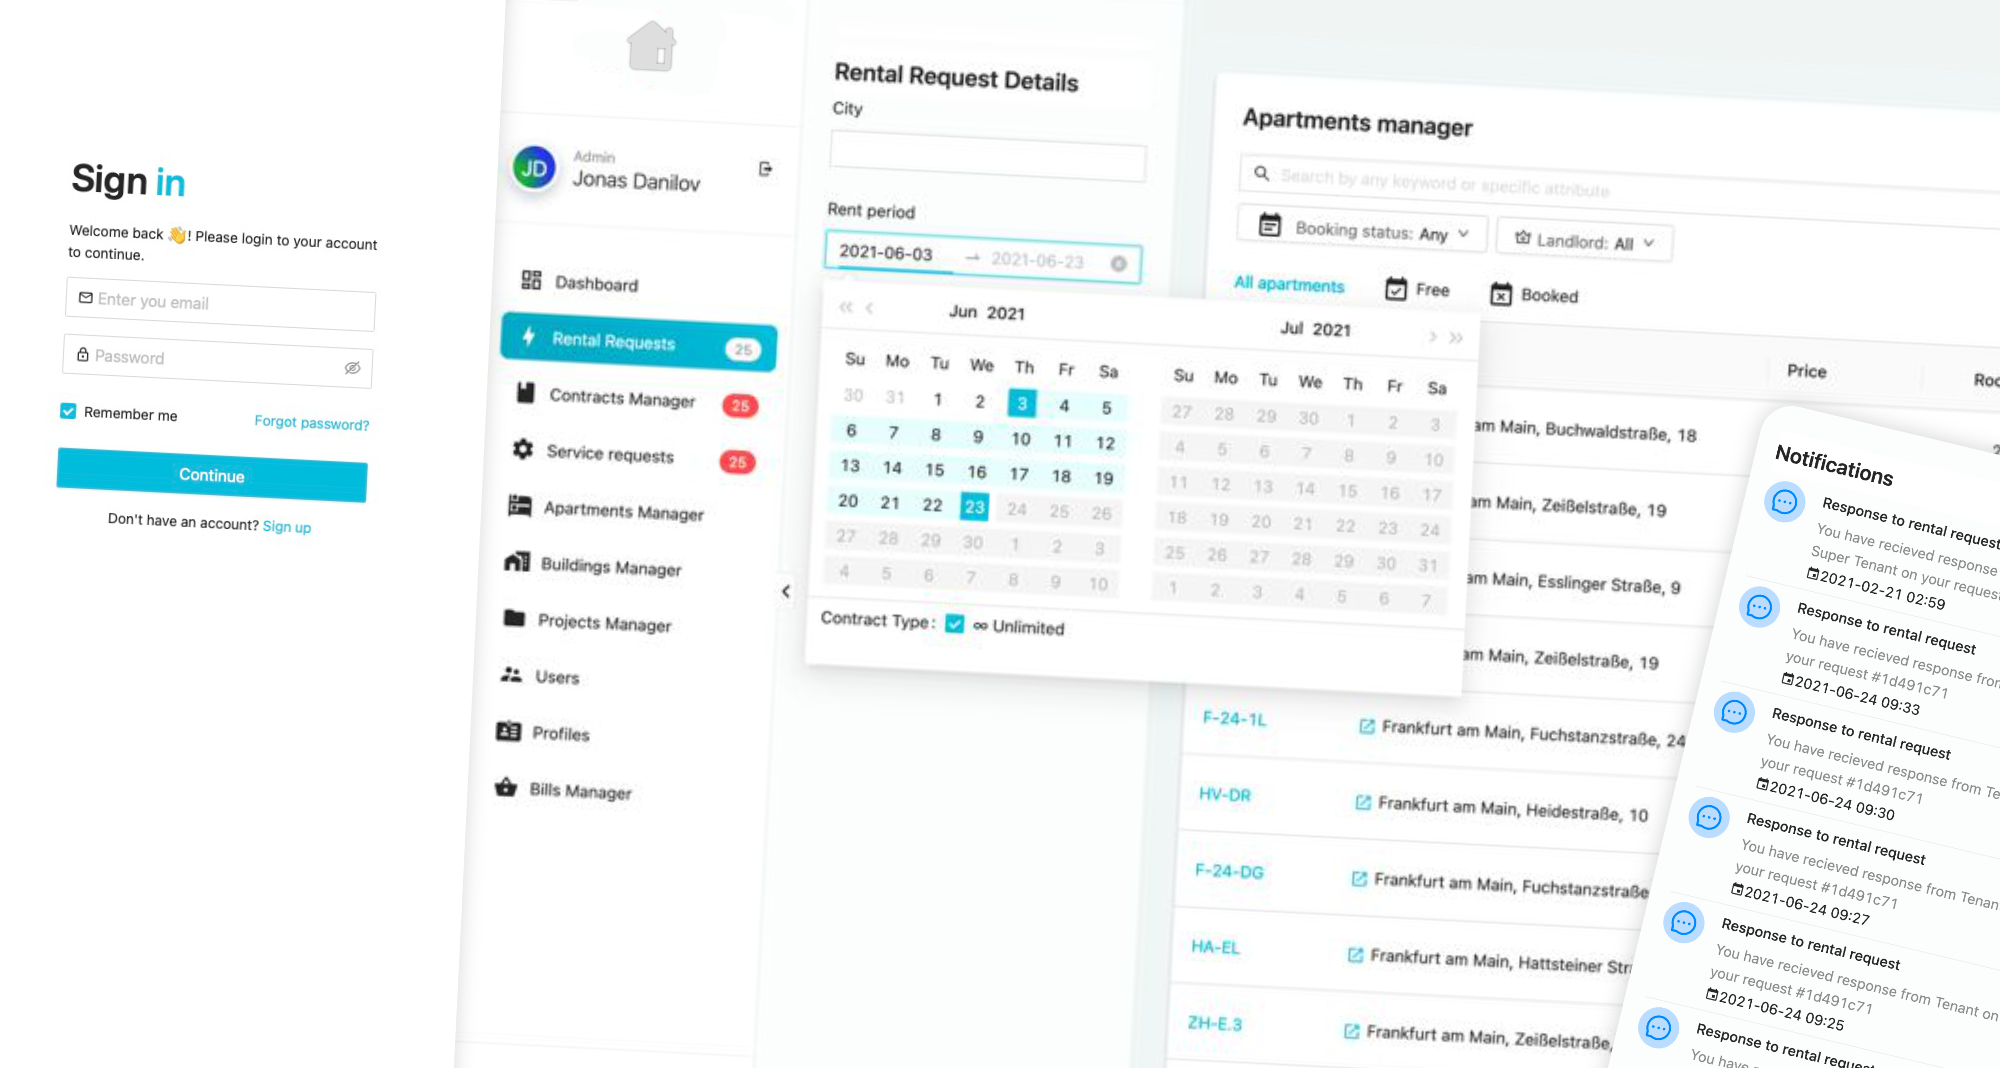 Sign in
Welcome back 👋! Please login to your account
to continue.
Enter you email
Password
Remember me
Forgot password?
Continue
Don't have an account? Sign up
JD
Admin
Jonas Danilov
Dashboard
Rental Requests 25
Contracts Manager 25
Service requests 25
Apartments Manager
Buildings Manager
Projects Manager
Users
Profiles
Bills Manager
Rental Request Details
City
Rent period
2021-06-03 → 2021-06-23
Jun 2021
Su Mo Tu We Th Fr Sa
30 31 1 2 3 4 5
6 7 8 9 10 11 12
13 14 15 16 17 18 19
20 21 22 23 24 25 26
27 28 29 30 1 2 3
4 5 6 7 8 9 10
Jul 2021
Su Mo Tu We Th Fr Sa
27 28 29 30 1 2 3
4 5 6 7 8 9 10
11 12 13 14 15 16 17
18 19 20 21 22 23 24
25 26 27 28 29 30 31
1 2 3 4 5 6 7
Contract Type: ∞ Unlimited
Apartments manager
Search by any keyword or specific attribute
Booking status: Any
Landlord: All
All apartments
Free
Booked
Price
Roo
am Main, Buchwaldstraße, 18
am Main, Zeißelstraße, 19
am Main, Esslinger Straße, 9
am Main, Zeißelstraße, 19
F-24-1L Frankfurt am Main, Fuchstanzstraße, 24
HV-DR Frankfurt am Main, Heidestraße, 10
F-24-DG Frankfurt am Main, Fuchstanzstraße
HA-EL Frankfurt am Main, Hattsteiner Str
ZH-E.3 Frankfurt am Main, Zeißelstraße,
Notifications
Response to rental request
You have recieved response
Super Tenant on your request
2021-02-21 02:59
Response to rental request
You have recieved response from
your request #1d491c71
2021-06-24 09:33
Response to rental request
You have recieved response from Te
your request #1d491c71
2021-06-24 09:30
Response to rental request
You have recieved response from Tenan
your request #1d491c71
2021-06-24 09:27
Response to rental request
You have recieved response from Tenant on
your request #1d491c71
2021-06-24 09:25
Response to rental reques
You have